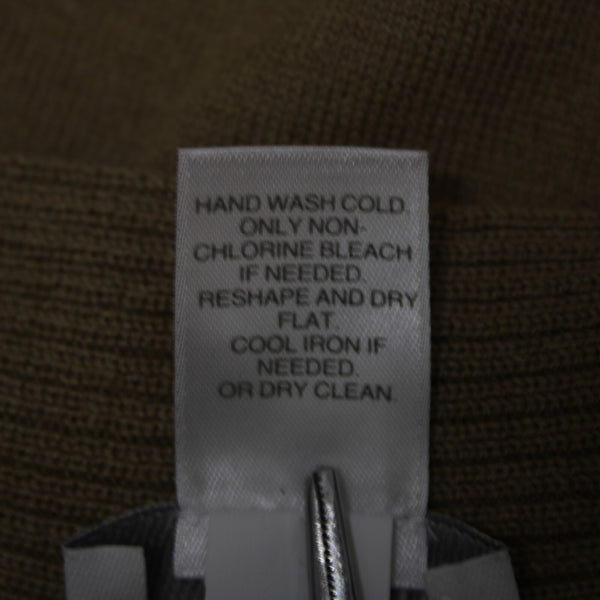 HAND WASH COLD.
ONLY NON-
CHLORINE BLEACH
IF NEEDED.
RESHAPE AND DRY
FLAT.
COOL IRON IF
NEEDED.
OR DRY CLEAN.